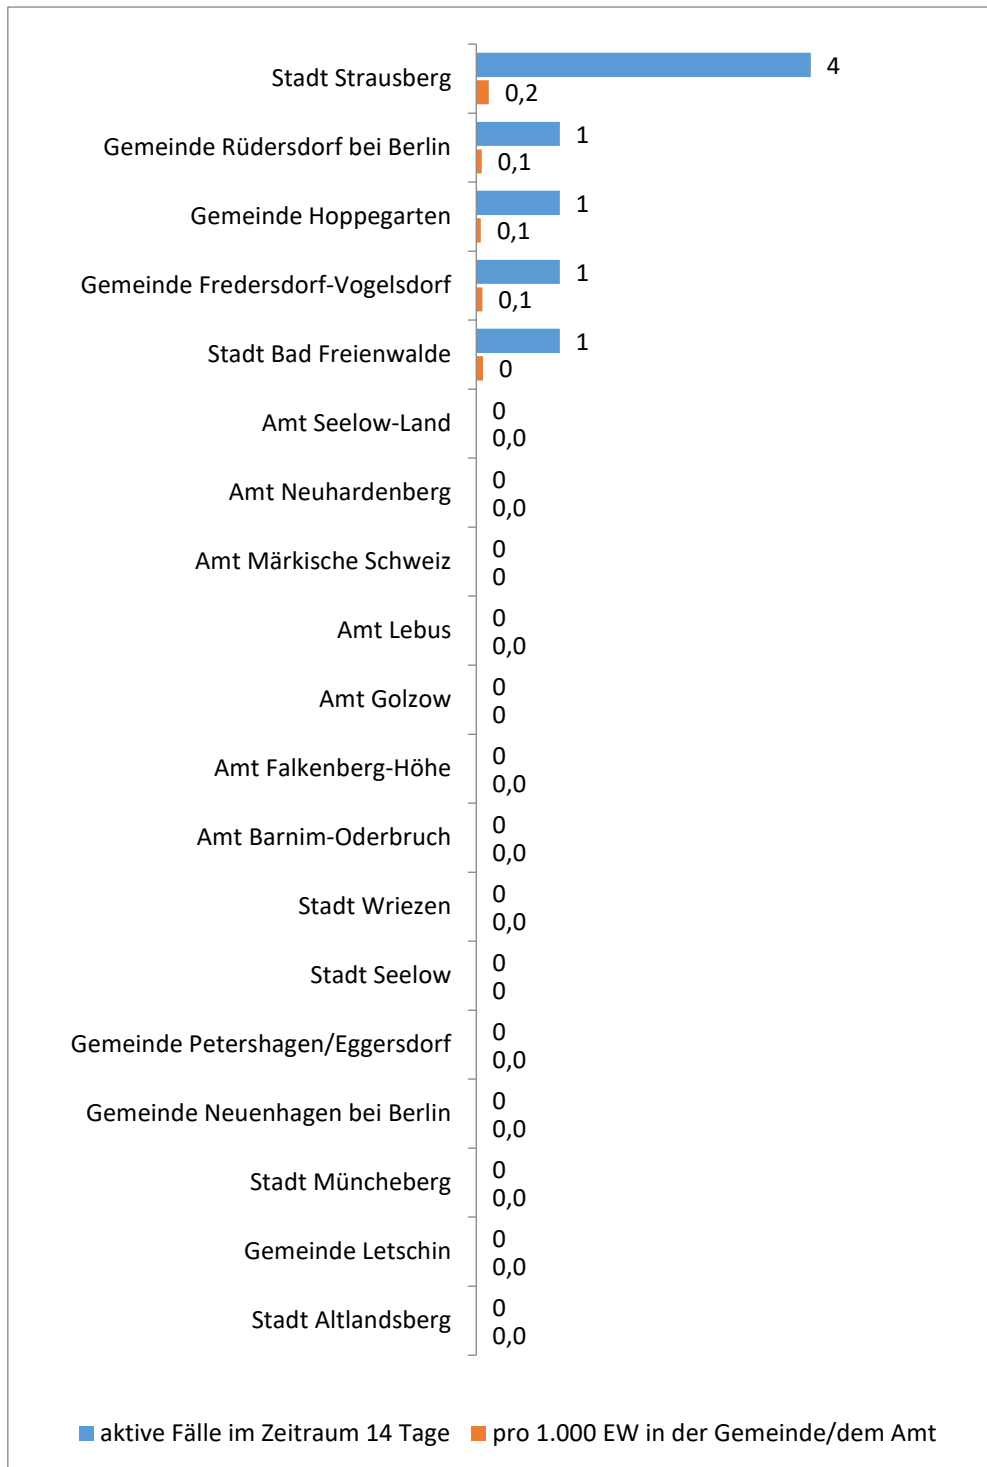 Stadt Strausberg
4
0,2
Gemeinde Rüdersdorf bei Berlin
1
0,1
Gemeinde Hoppegarten
1
0,1
Gemeinde Fredersdorf-Vogelsdorf
1
0,1
Stadt Bad Freienwalde
1
0
Amt Seelow-Land
0
0,0
Amt Neuhardenberg
0
0,0
Amt Märkische Schweiz
0
0
Amt Lebus
0
0,0
Amt Golzow
0
0
Amt Falkenberg-Höhe
0
0,0
Amt Barnim-Oderbruch
0
0,0
Stadt Wriezen
0
0,0
Stadt Seelow
0
0
Gemeinde Petershagen/Eggersdorf
0
0,0
Gemeinde Neuenhagen bei Berlin
0
0,0
Stadt Müncheberg
0
0,0
Gemeinde Letschin
0
0,0
Stadt Altlandsberg
0
0,0
aktive Fälle im Zeitraum 14 Tage
pro 1.000 EW in der Gemeinde/dem Amt